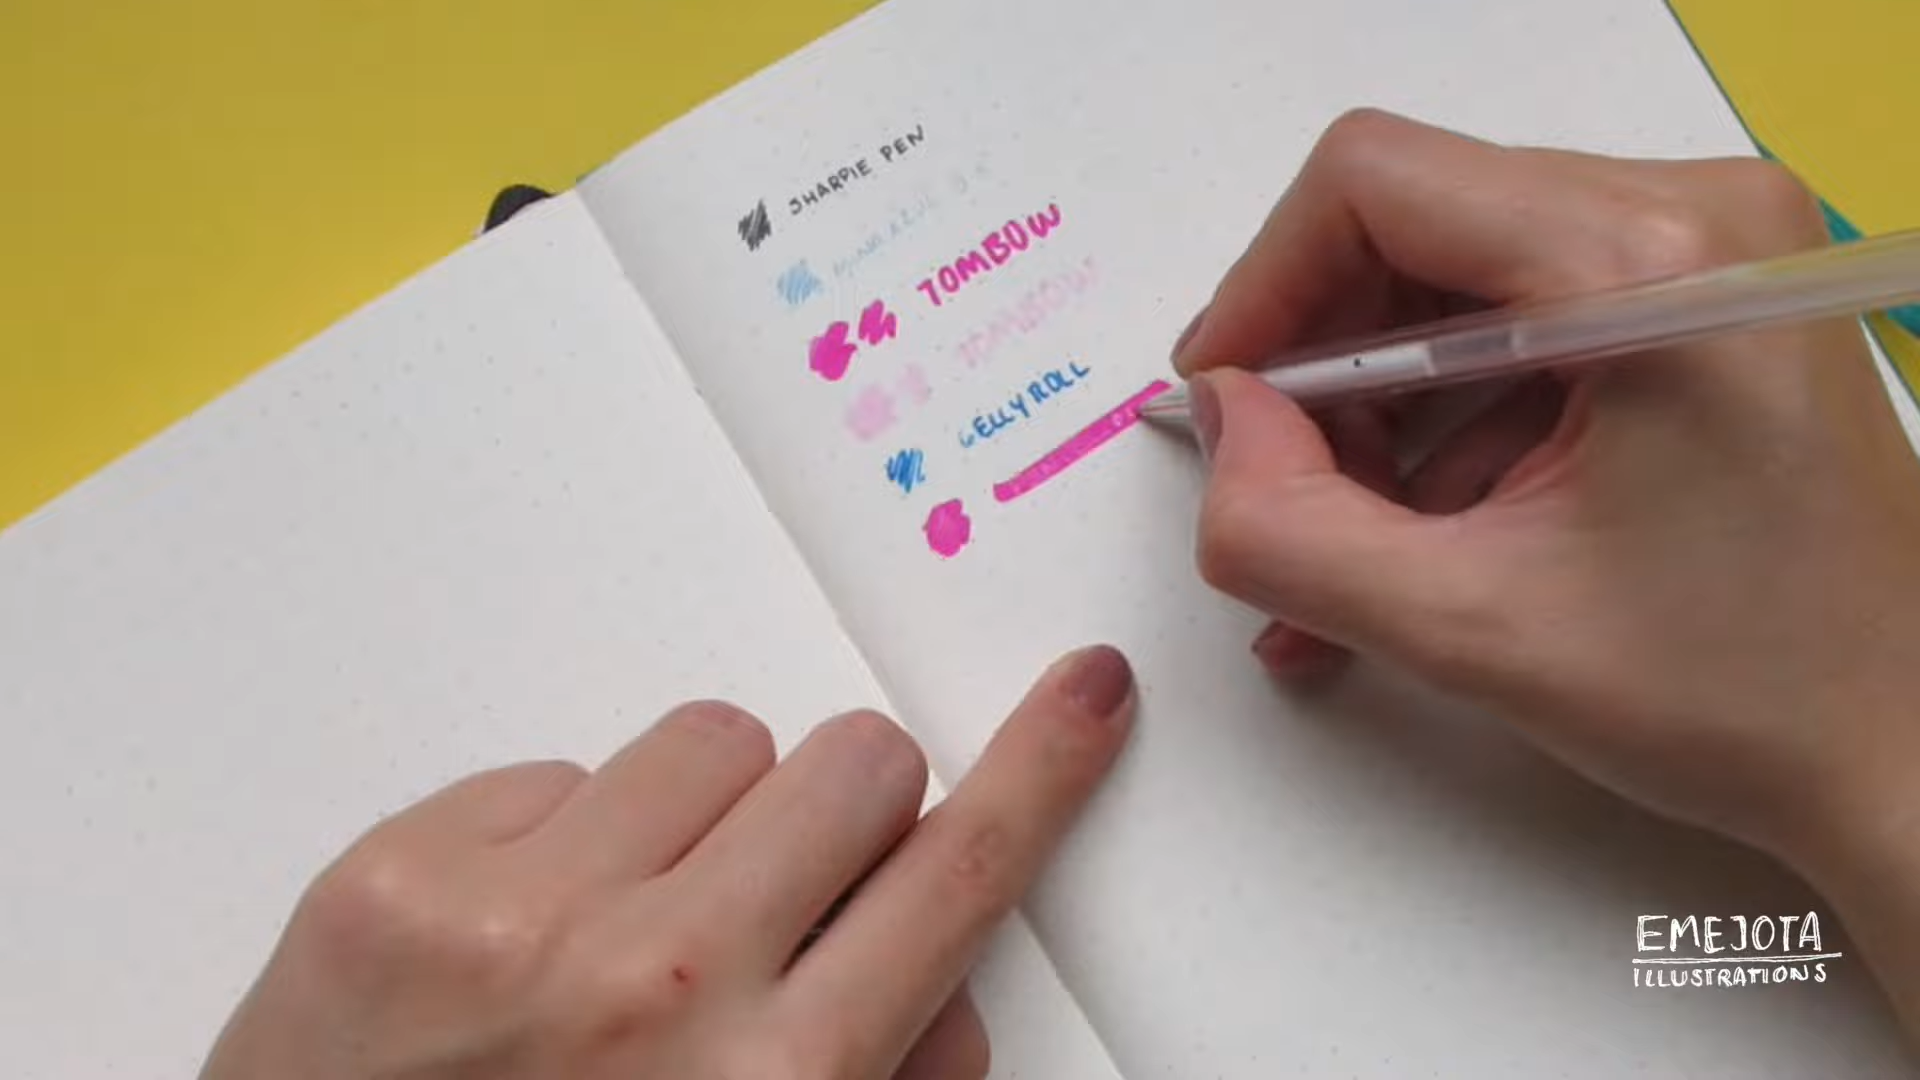 SHARPIE PEN
TOMBOW
TOMBOW
GELLYROLL
EMEJOTA
ILLUSTRATIONS